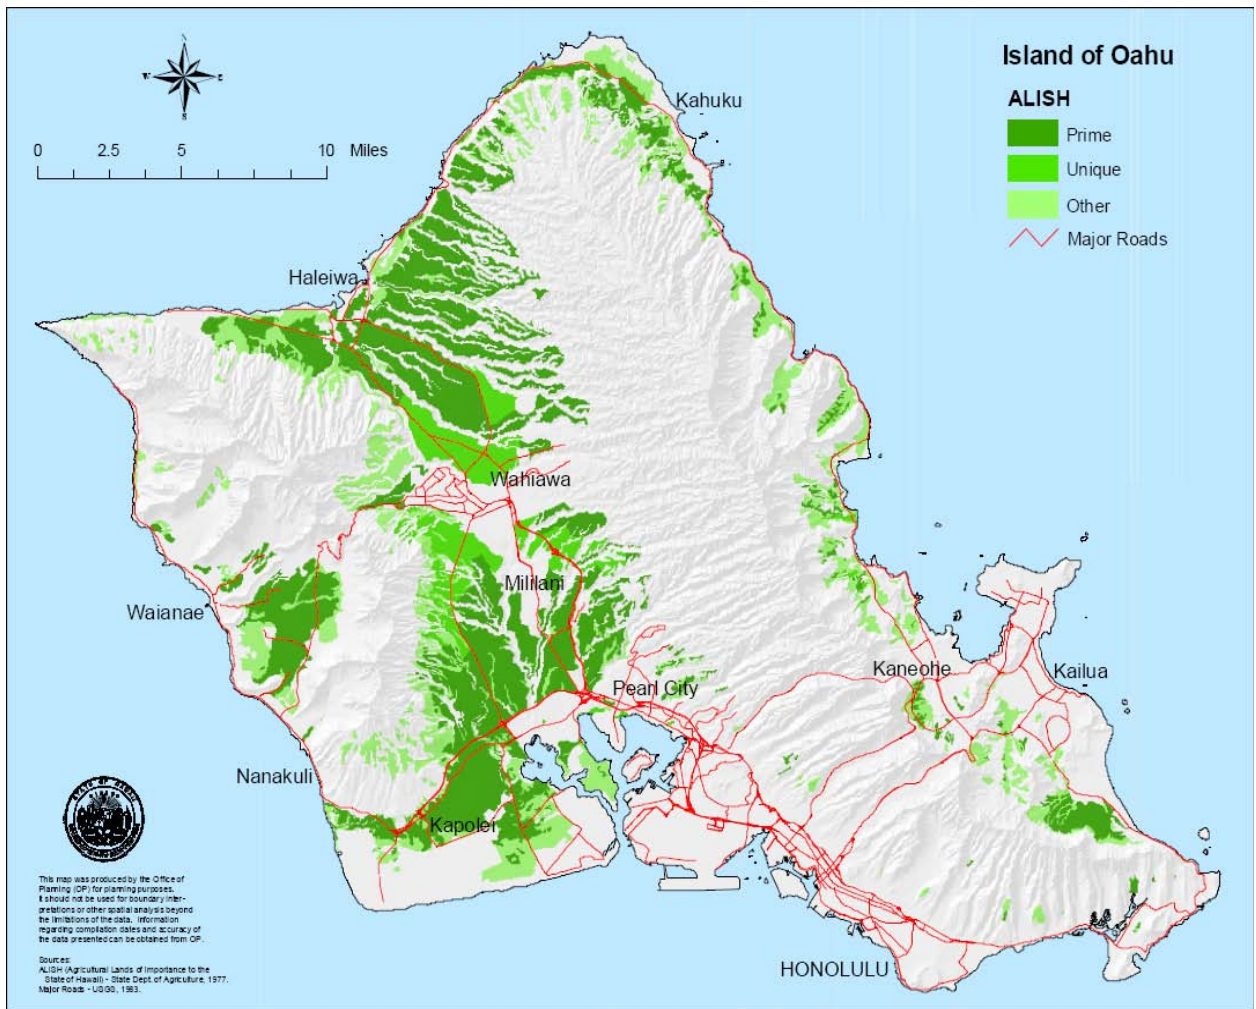 Island of Oahu
ALISH
Prime
Unique
Other
Major Roads
N
W
E
S
0 2.5 5 10 Miles
Kahuku
Haleiwa
Wahiawa
Mililani
Waianae
Pearl City
Kaneohe
Kailua
Nanakuli
Kapolei
HONOLULU
STATE OF HAWAII
This map was produced by the Office of
Planning (OP) for planning purposes.
It should not be used for boundary inter-
pretations or other spatial analysis beyond
the limitations of the data. Information
regarding compilation dates and accuracy of
the data presented can be obtained from OP.
Sources:
ALISH (Agricultural Lands of Importance to the
State of Hawaii) - State Dept. of Agriculture, 1977.
Major Roads - USGS, 1983.